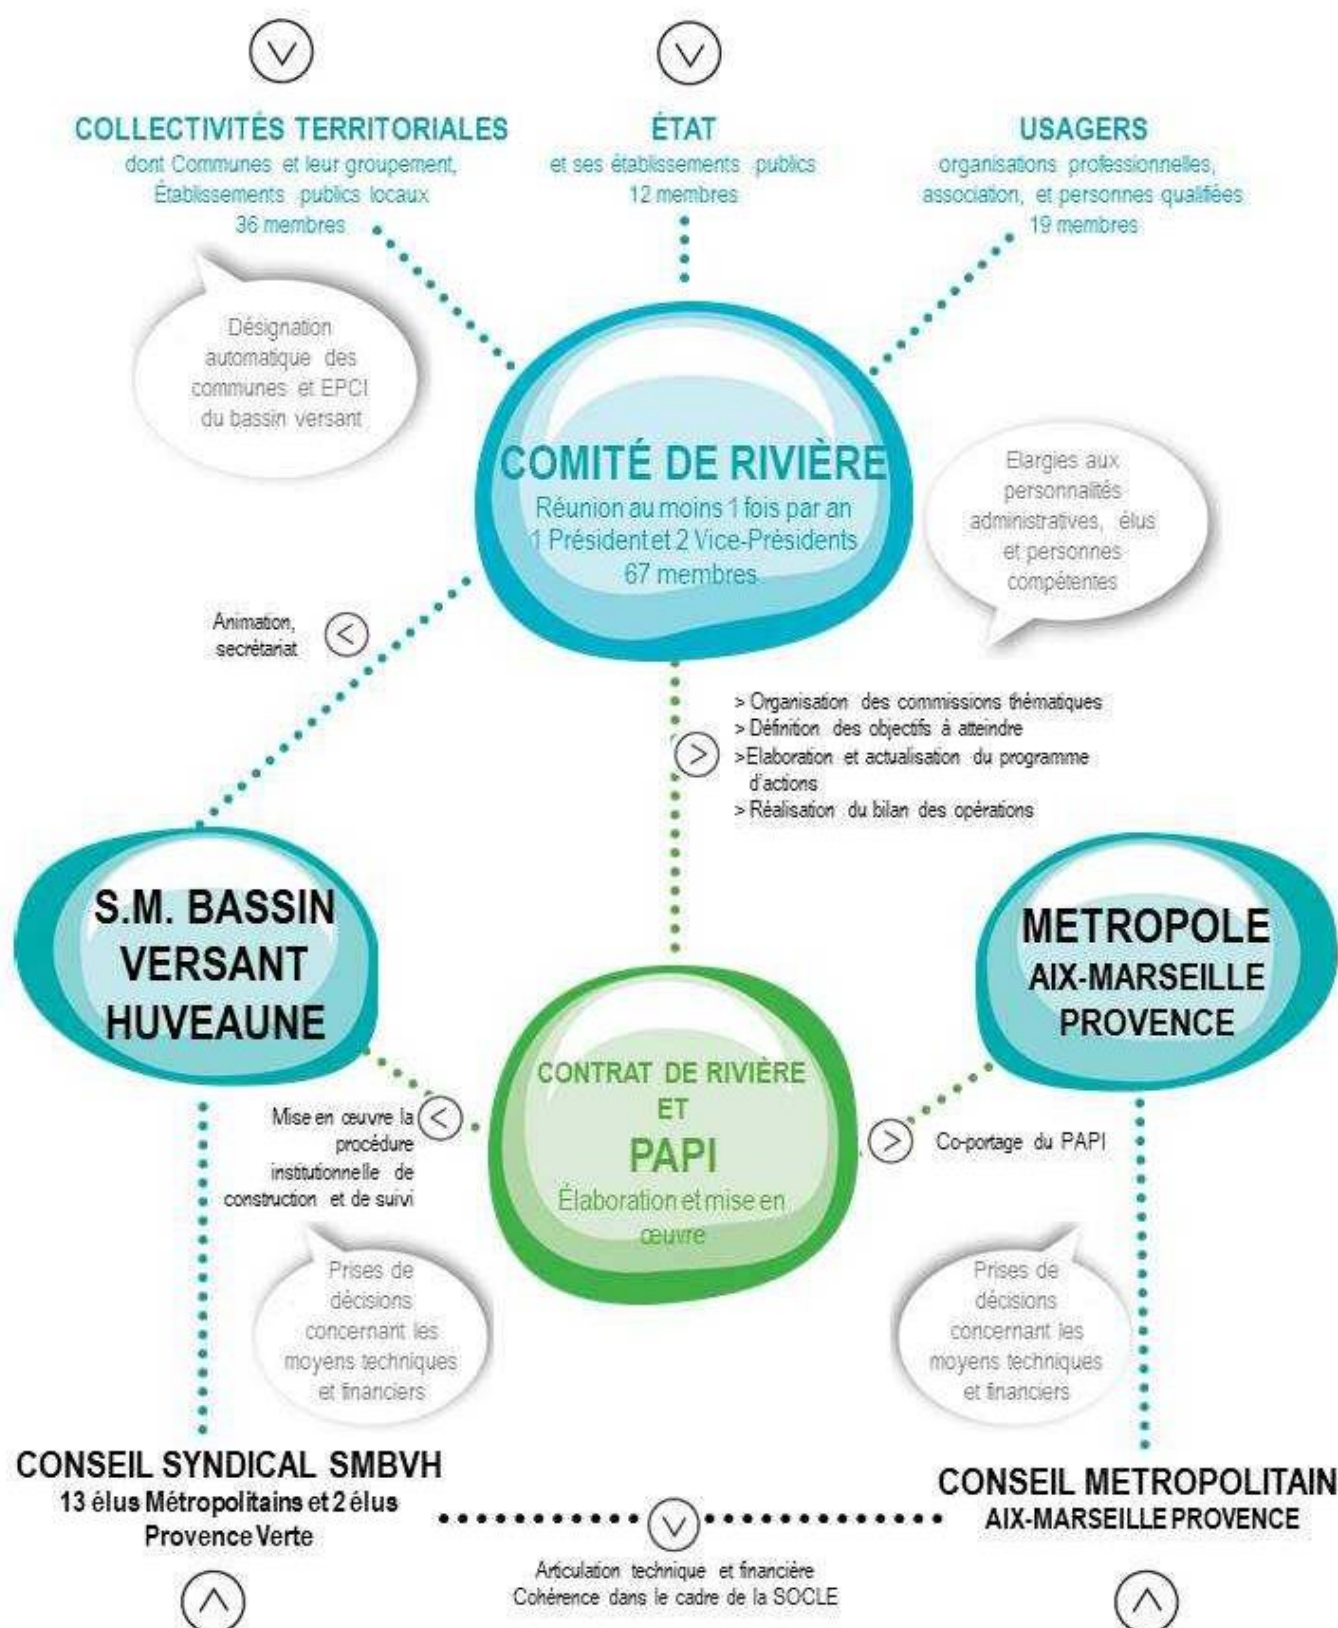 COLLECTIVITÉS TERRITORIALES
dont Communes et leur groupement,
Établissements publics locaux
36 membres
ÉTAT
et ses établissements publics
12 membres
USAGERS
organisations professionnelles,
association, et personnes qualifiées
19 membres
Désignation
automatique des
communes et EPCI
du bassin versant
COMITÉ DE RIVIÈRE
Réunion au moins 1 fois par an
1 Président et 2 Vice-Présidents
67 membres
Elargies aux
personnalités
administratives, élus
et personnes
compétentes
Animation,
secrétariat
> Organisation des commissions thématiques
> Définition des objectifs à atteindre
>Elaboration et actualisation du programme
d'actions
> Réalisation du bilan des opérations
S.M. BASSIN
VERSANT
HUVEAUNE
METROPOLE
AIX-MARSEILLE
PROVENCE
CONTRAT DE RIVIÈRE
ET
PAPI
Élaboration et mise en
œuvre
Mise en œuvre la
procédure
institutionnelle de
construction et de suivi
Co-portage du PAPI
Prises de
décisions
concernant les
moyens techniques
et financiers
Prises de
décisions
concernant les
moyens techniques
et financiers
CONSEIL SYNDICAL SMBVH
13 élus Métropolitains et 2 élus
Provence Verte
CONSEIL METROPOLITAIN
AIX-MARSEILLE PROVENCE
Articulation technique et financière
Cohérence dans le cadre de la SOCLE